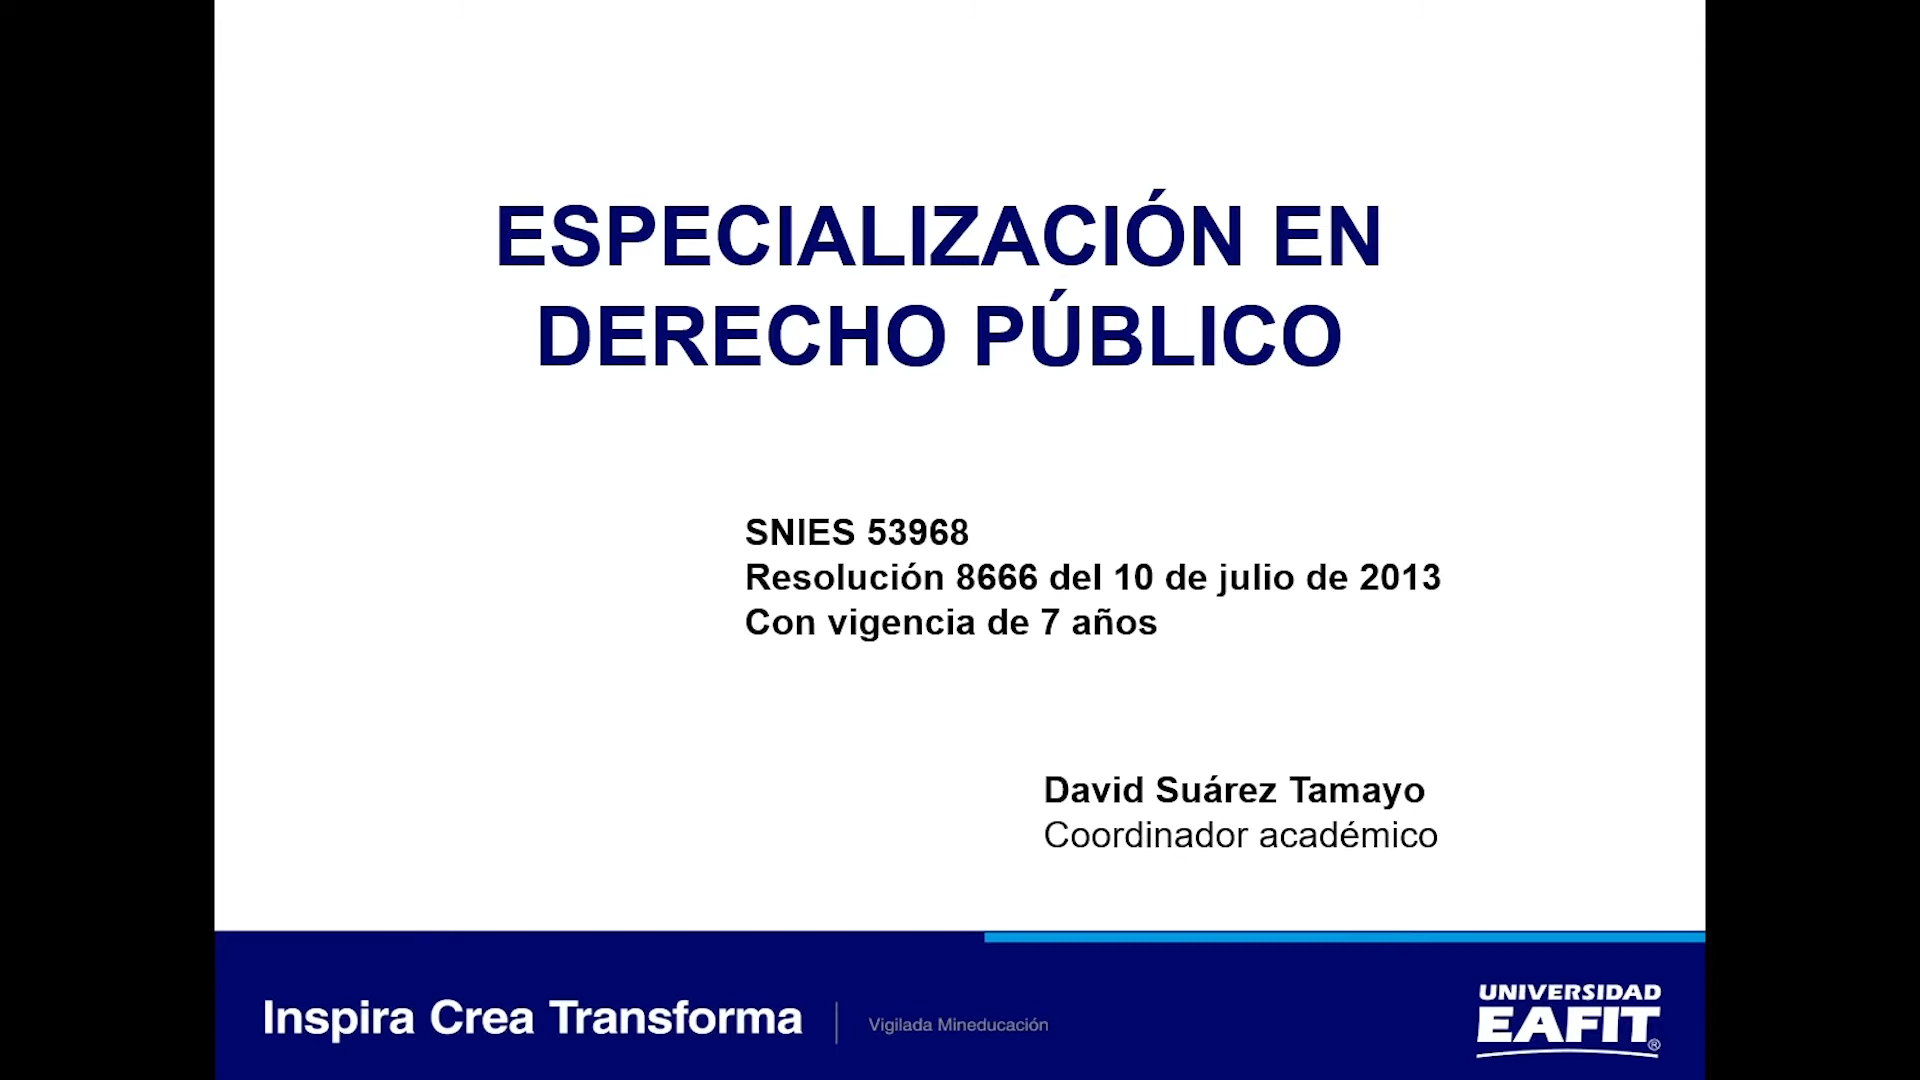 ESPECIALIZACIÓN EN
DERECHO PÚBLICO
SNIES 53968
Resolución 8666 del 10 de julio de 2013
Con vigencia de 7 años
David Suárez Tamayo
Coordinador académico
Inspira Crea Transforma
Vigilada Mineducación
UNIVERSIDAD
EAFIT®